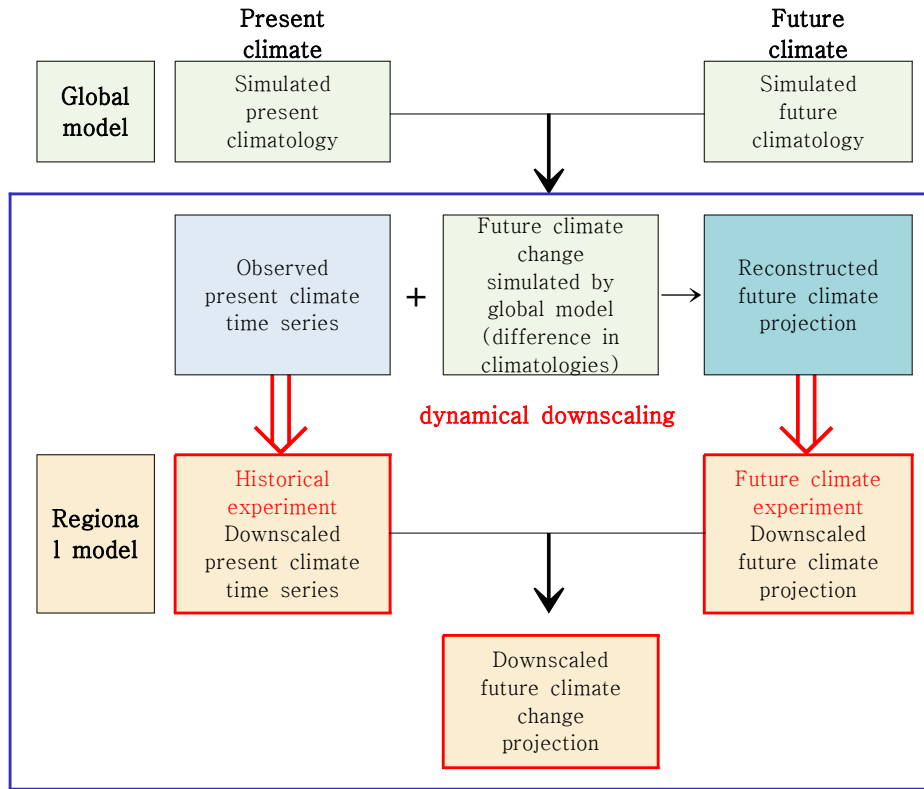 Present
climate
Future
climate
Global
model
Simulated
present
climatology
Simulated
future
climatology
Observed
present climate
time series
+
Future climate
change
simulated by
global model
(difference in
climatologies)
Reconstructed
future climate
projection
dynamical downscaling
Regiona
l model
Historical
experiment
Downscaled
present climate
time series
Future climate
experiment
Downscaled
future climate
projection
Downscaled
future climate
change
projection